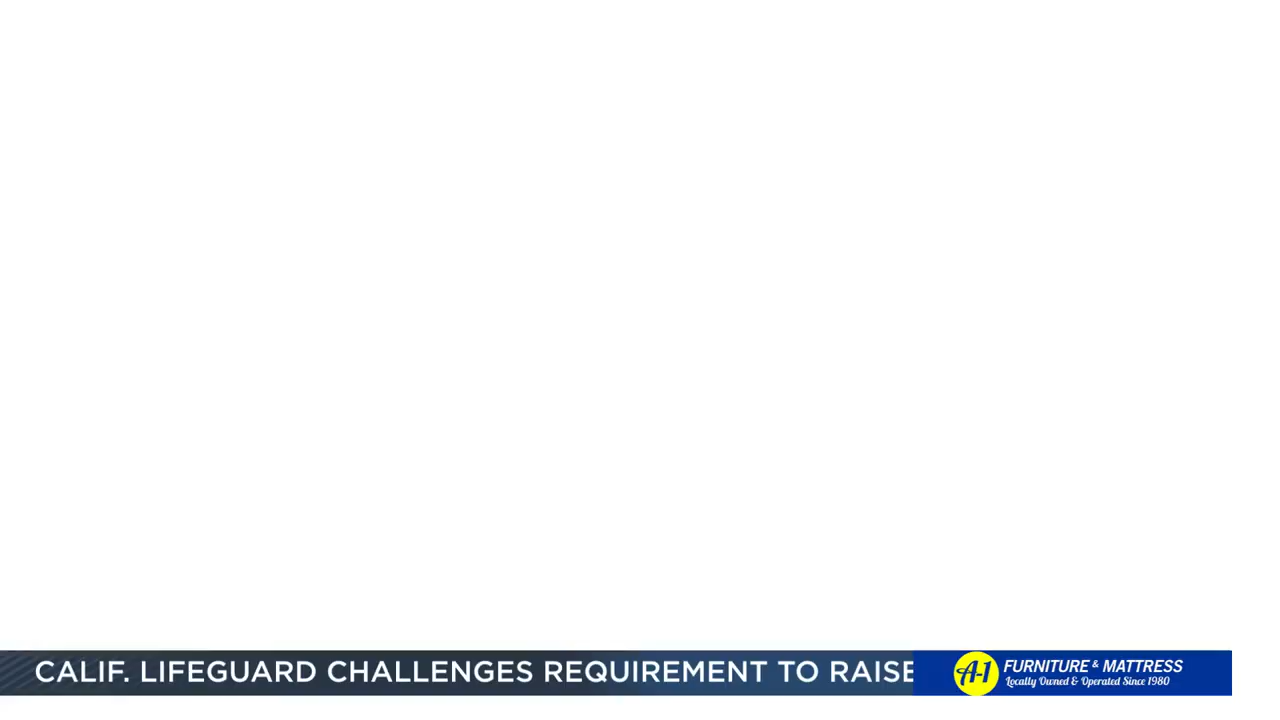 CALIF. LIFEGUARD CHALLENGES REQUIREMENT TO RAISE
A-1 FURNITURE & MATTRESS
Locally Owned & Operated Since 1980